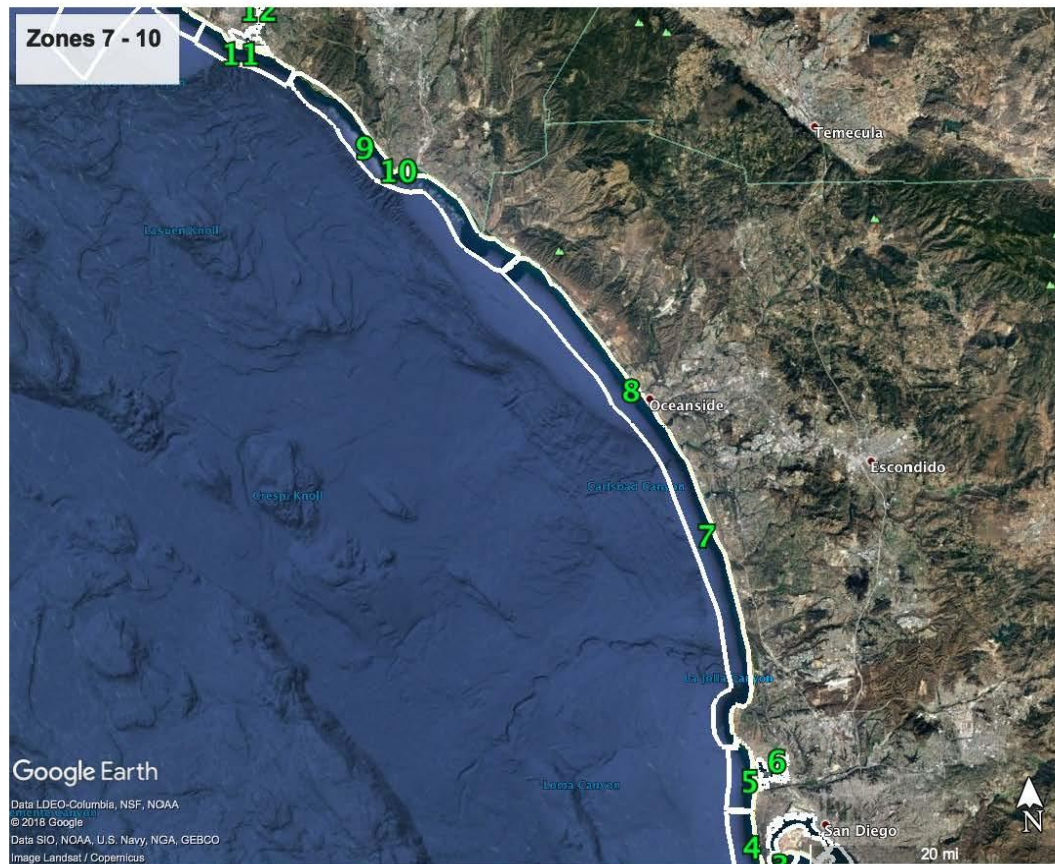 Zones 7 - 10
12
11
Temecula
9
10
Lasuen Knoll
8
Oceanside
Escondido
Carlsbad Canyon
Crespi Knoll
7
La Jolla Canyon
6
5
Google Earth
Loma Canyon
Data LDEO-Columbia, NSF, NOAA
© 2018 Google
San Diego
4
Data SIO, NOAA, U.S. Navy, NGA, GEBCO
20 mi
N
Image Landsat / Copernicus